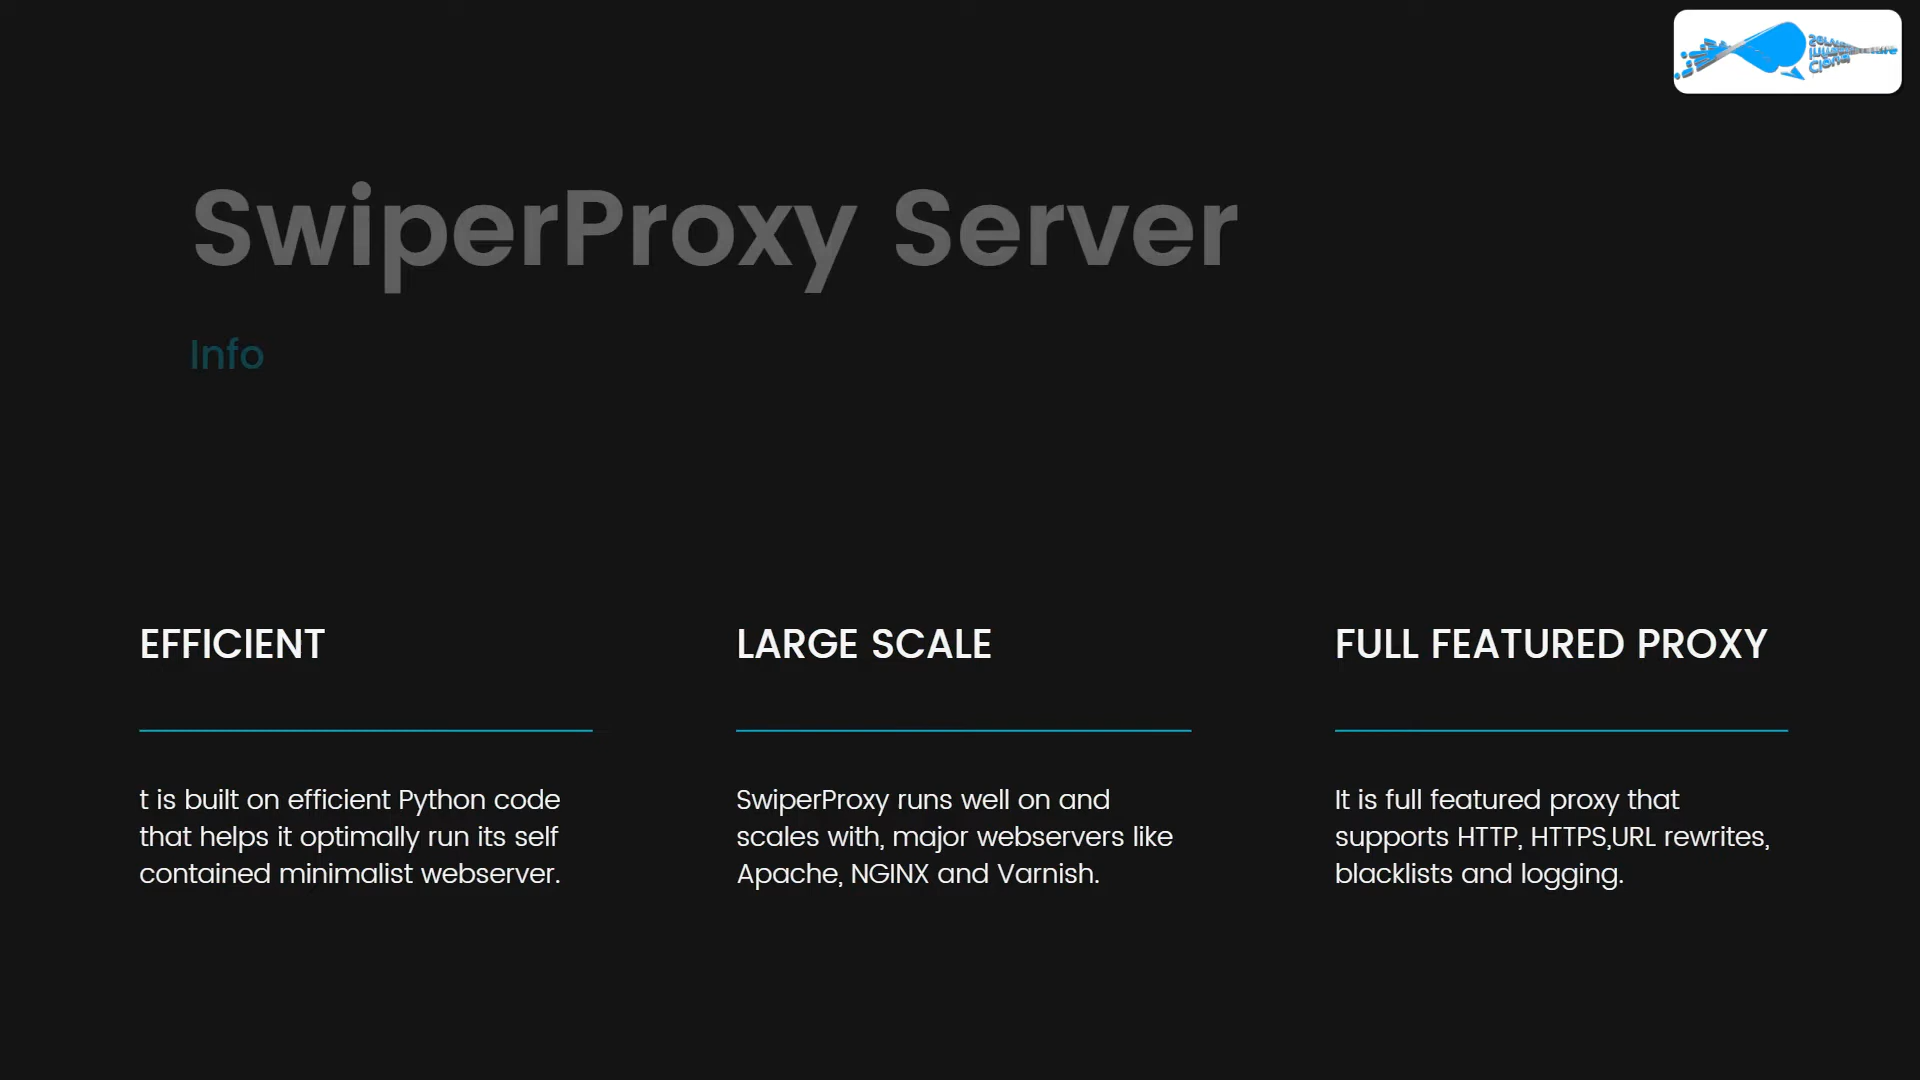 SwiperProxy Server
Info
EFFICIENT
t is built on efficient Python code
that helps it optimally run its self
contained minimalist webserver.
LARGE SCALE
SwiperProxy runs well on and
scales with, major webservers like
Apache, NGINX and Varnish.
FULL FEATURED PROXY
It is full featured proxy that
supports HTTP, HTTPS,URL rewrites,
blacklists and logging.